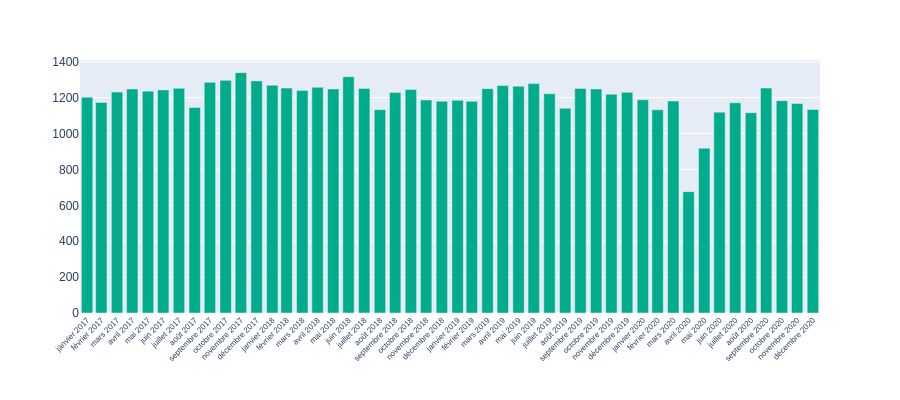 1400
1200
1000
800
600
400
200
0
janvier 2017
février 2017
mars 2017
avril 2017
mai 2017
juin 2017
juillet 2017
août 2017
septembre 2017
octobre 2017
novembre 2017
décembre 2017
janvier 2018
février 2018
mars 2018
avril 2018
mai 2018
juin 2018
juillet 2018
août 2018
septembre 2018
octobre 2018
novembre 2018
décembre 2018
janvier 2019
février 2019
mars 2019
avril 2019
mai 2019
juin 2019
juillet 2019
août 2019
septembre 2019
octobre 2019
novembre 2019
décembre 2019
janvier 2020
février 2020
mars 2020
avril 2020
mai 2020
juin 2020
juillet 2020
août 2020
septembre 2020
octobre 2020
novembre 2020
décembre 2020